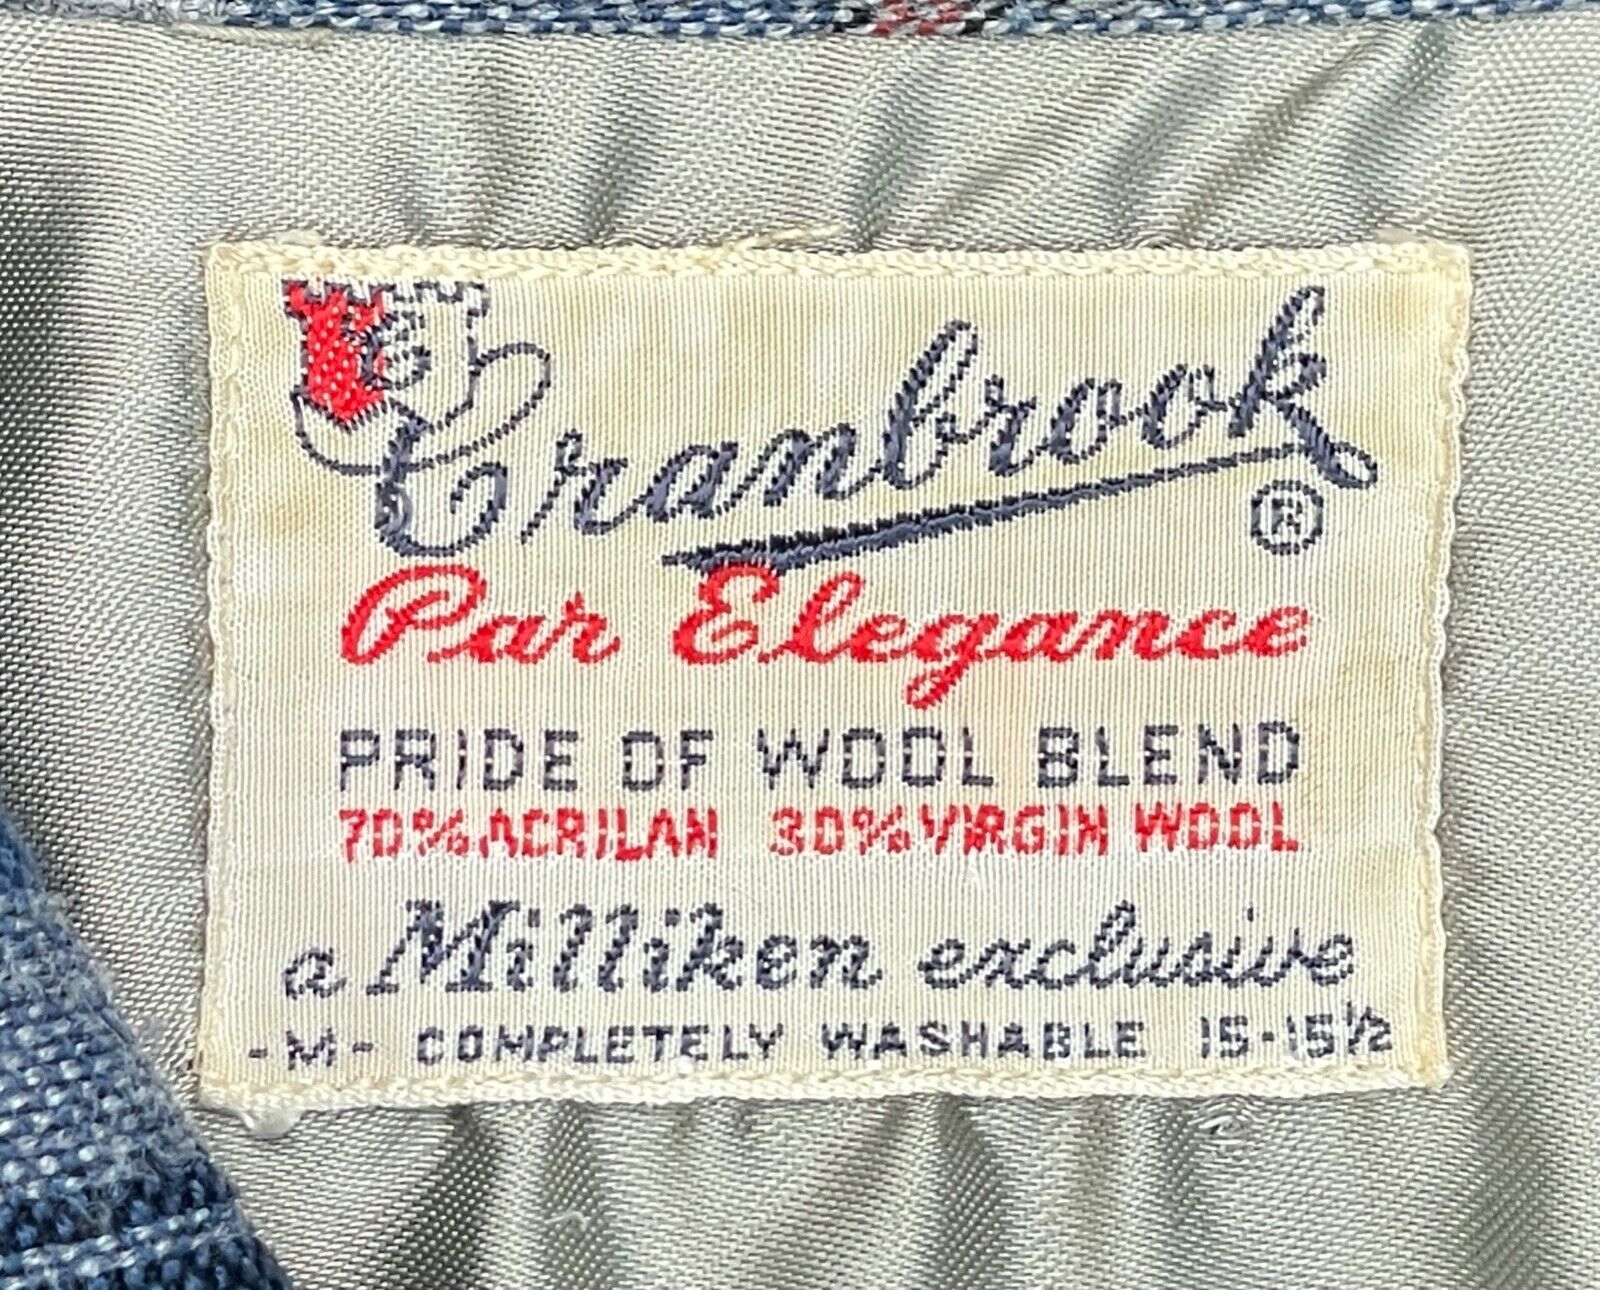 Cranbrook ®
Par Elegance
PRIDE OF WOOL BLEND
70% ACRILAN 30% VIRGIN WOOL
a Milliken exclusive
-M- COMPLETELY WASHABLE 15-15½